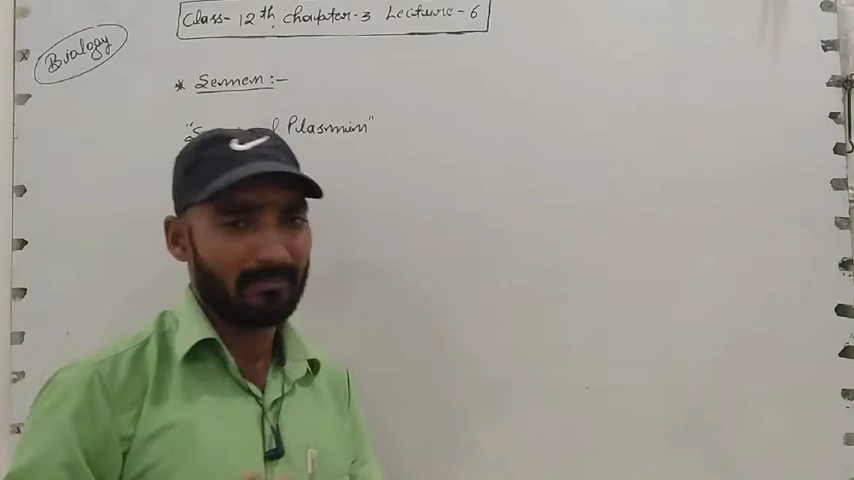 Class- 12th, Chapter-3 Lecture-6
Biology
* Semen:-
Plasmin"